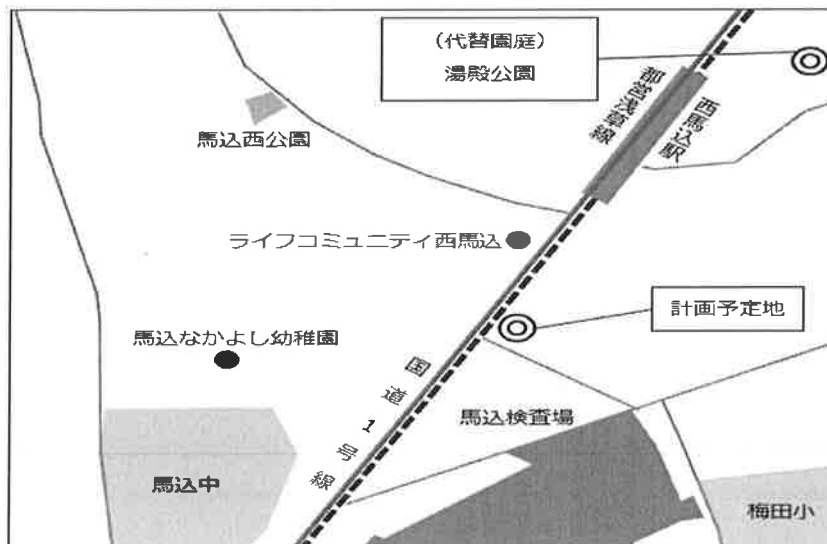 （代替園庭）
湯殿公園
都営浅草線
西馬込駅
馬込西公園
ライフコミュニティ西馬込
計画予定地
馬込なかよし幼稚園
国道1号線
馬込検査場
馬込中
梅田小